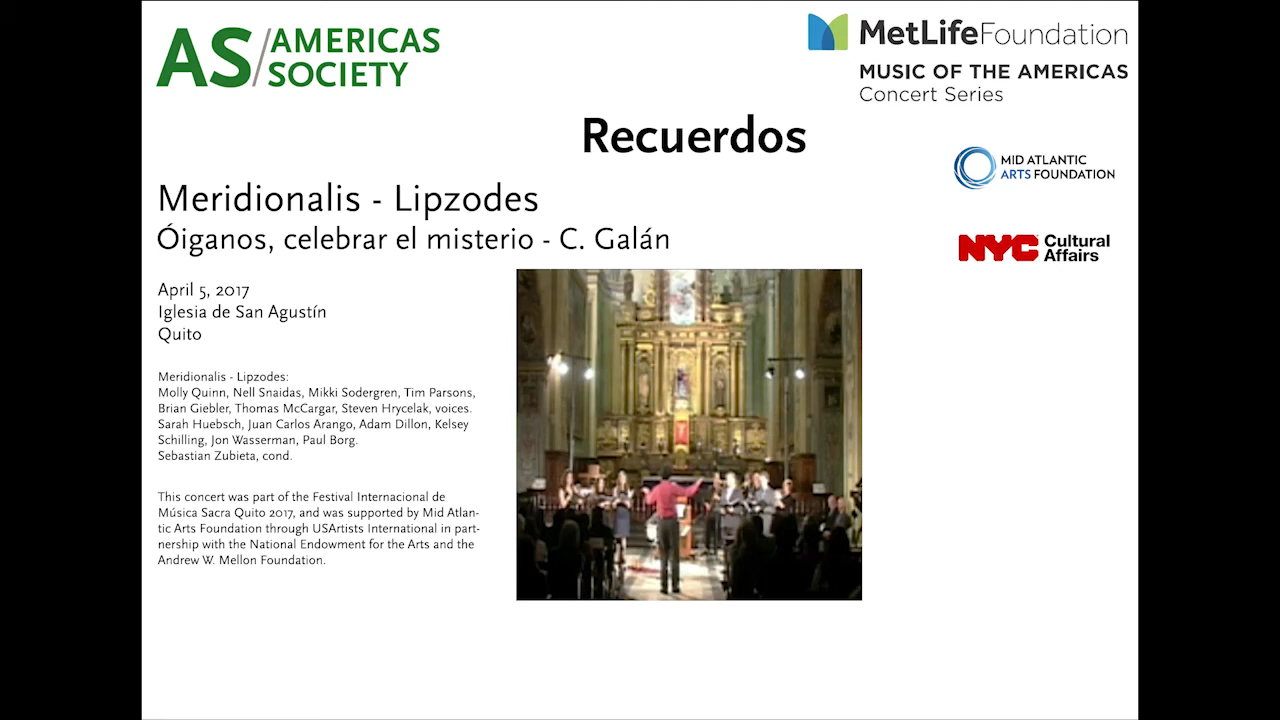 AS/AMERICAS
SOCIETY
MetLifeFoundation
MUSIC OF THE AMERICAS
Concert Series
Recuerdos
MID ATLANTIC
ARTS FOUNDATION
Meridionalis - Lipzodes
Óiganos, celebrar el misterio - C. Galán
NYC Cultural
Affairs
April 5, 2017
Iglesia de San Agustín
Quito
Meridionalis - Lipzodes:
Molly Quinn, Nell Snaidas, Mikki Sodergren, Tim Parsons,
Brian Giebler, Thomas McCargar, Steven Hrycelak, voices.
Sarah Huebsch, Juan Carlos Arango, Adam Dillon, Kelsey
Schilling, Jon Wasserman, Paul Borg.
Sebastian Zubieta, cond.
This concert was part of the Festival Internacional de
Música Sacra Quito 2017, and was supported by Mid Atlan-
tic Arts Foundation through USArtists International in part-
nership with the National Endowment for the Arts and the
Andrew W. Mellon Foundation.